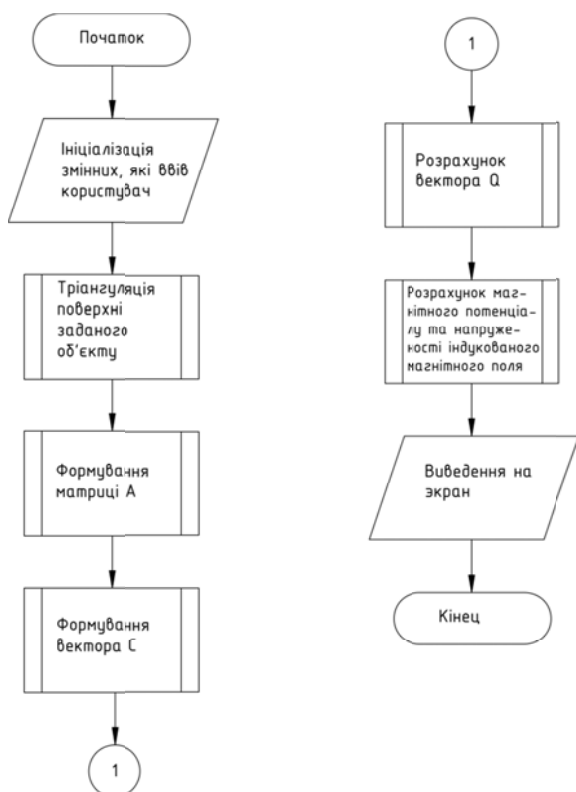 Початок
Ініціалізація
змінних, які ввів
користувач
Тріангуляція
поверхні
заданого
об'єкту
Формування
матриці А
Формування
вектора С
1
1
Розрахунок
вектора Q
Розрахунок маг-
нітного потенціа-
лу та напруже-
ності індукованого
магнітного поля
Виведення на
экран
Кінец